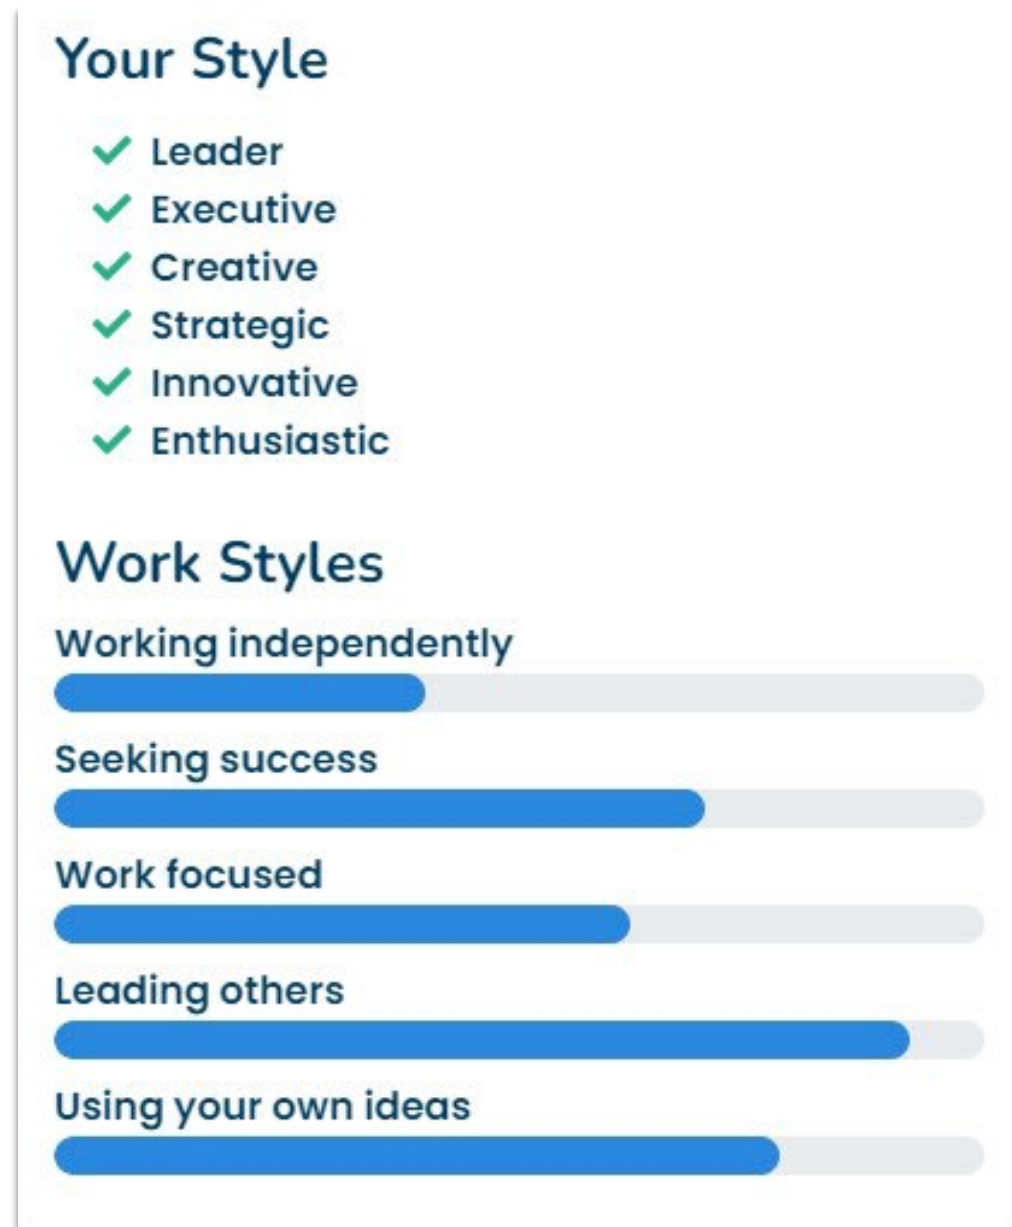 Your Style
Leader
Executive
Creative
Strategic
Innovative
Enthusiastic
Work Styles
Working independently
Seeking success
Work focused
Leading others
Using your own ideas